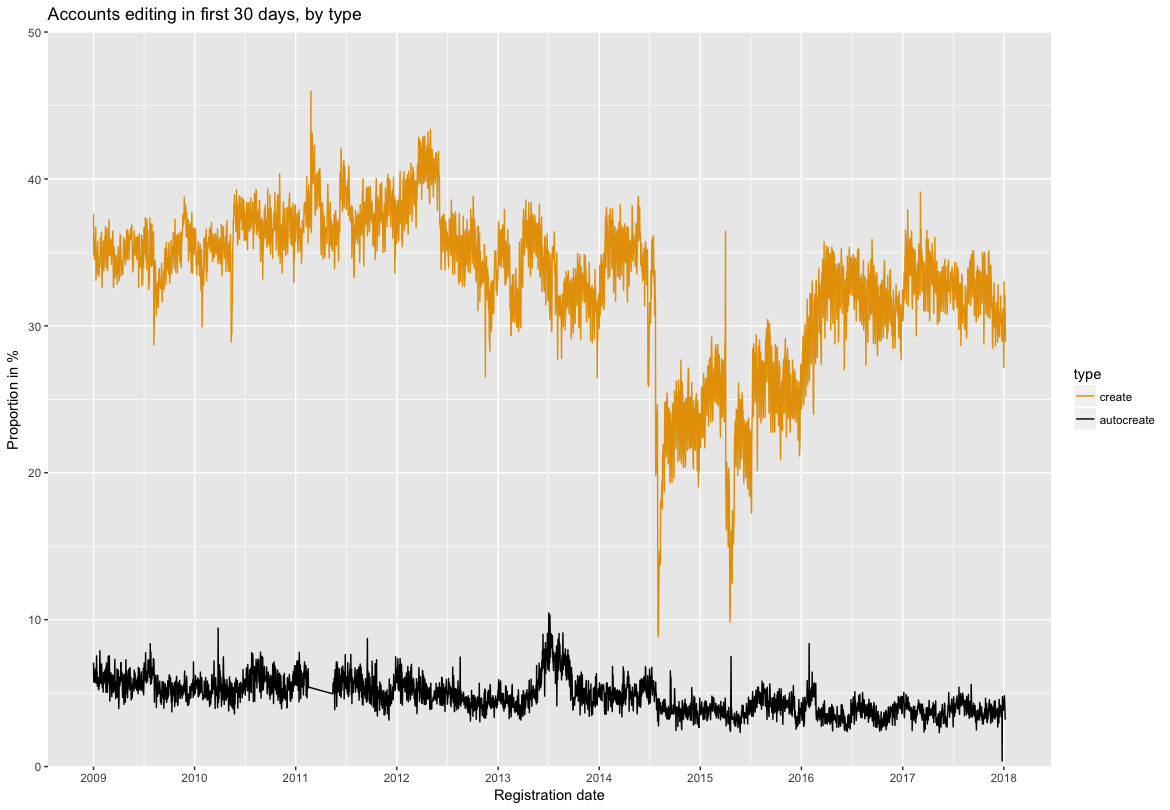 Accounts editing in first 30 days, by type
Proportion in %
50
40
30
20
10
0
2009 2010 2011 2012 2013 2014 2015 2016 2017 2018
Registration date
type
create
autocreate